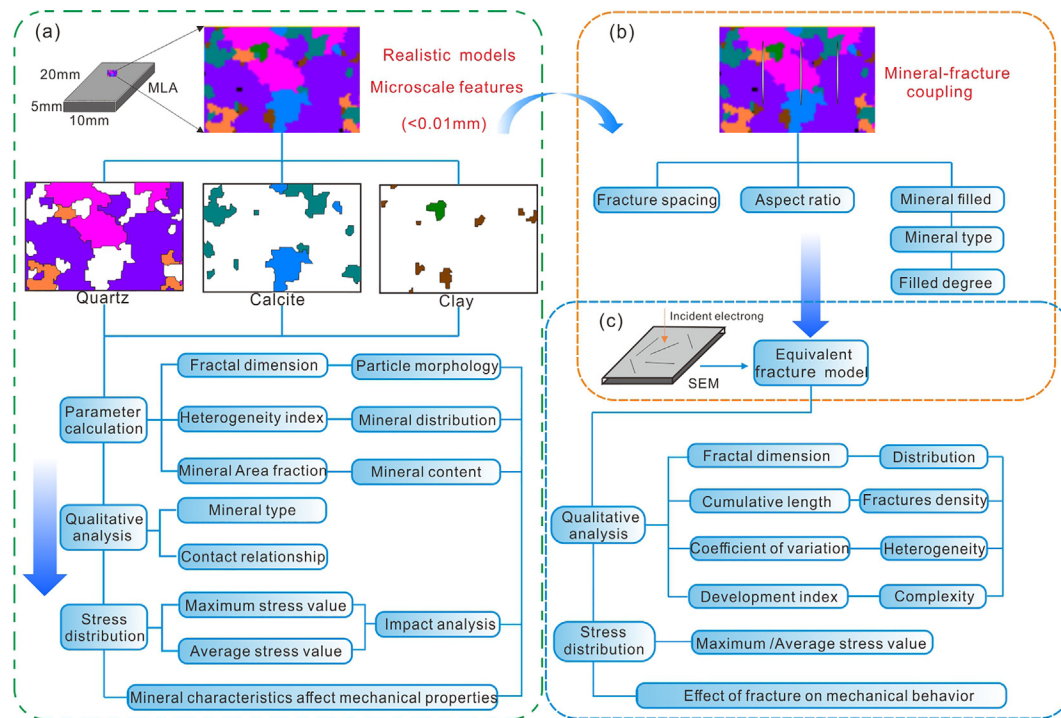 (a)
20mm
5mm
10mm
MLA
Realistic models
Microscale features
(<0.01mm)
Quartz
Calcite
Clay
Parameter
calculation
Fractal dimension
Particle morphology
Heterogeneity index
Mineral distribution
Mineral Area fraction
Mineral content
Qualitative
analysis
Mineral type
Contact relationship
Stress
distribution
Maximum stress value
Average stress value
Impact analysis
Mineral characteristics affect mechanical properties
(b)
Mineral-fracture
coupling
Fracture spacing
Aspect ratio
Mineral filled
Mineral type
Filled degree
(c)
Incident electrong
SEM
Equivalent
fracture model
Qualitative
analysis
Fractal dimension
Distribution
Cumulative length
Fractures density
Coefficient of variation
Heterogeneity
Development index
Complexity
Stress
distribution
Maximum /Average stress value
Effect of fracture on mechanical behavior